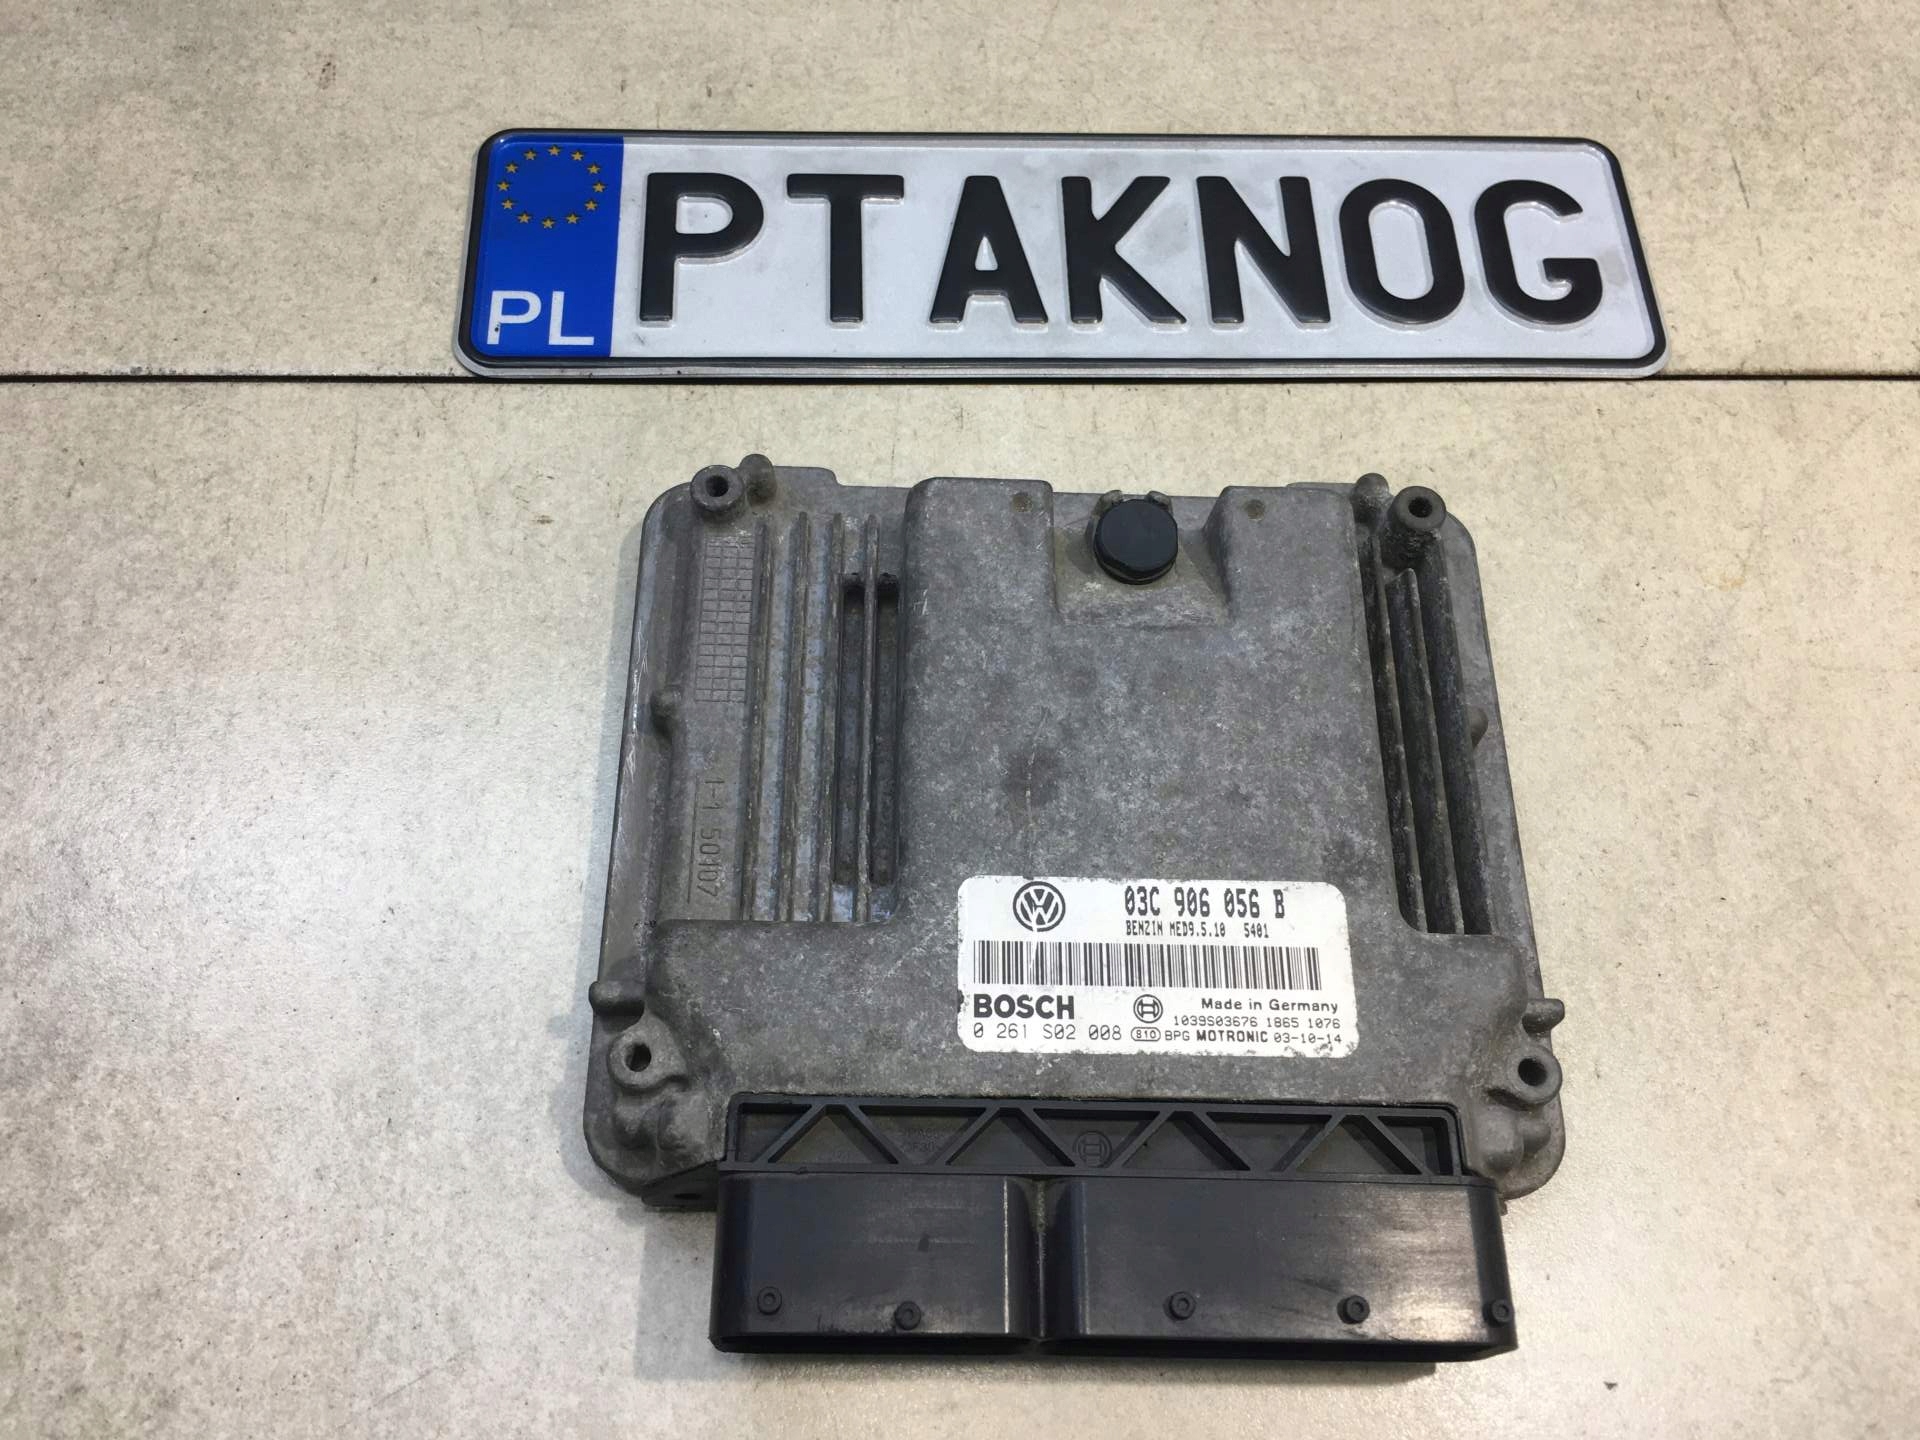 PL PTAKNOG
1-1 50107
03C 906 056 B
BENZIN MED9.5.10 5401
BOSCH Made in Germany
1039S03676 1865 1076
0 261 S02 008 810 BPG MOTRONIC 03-10-14